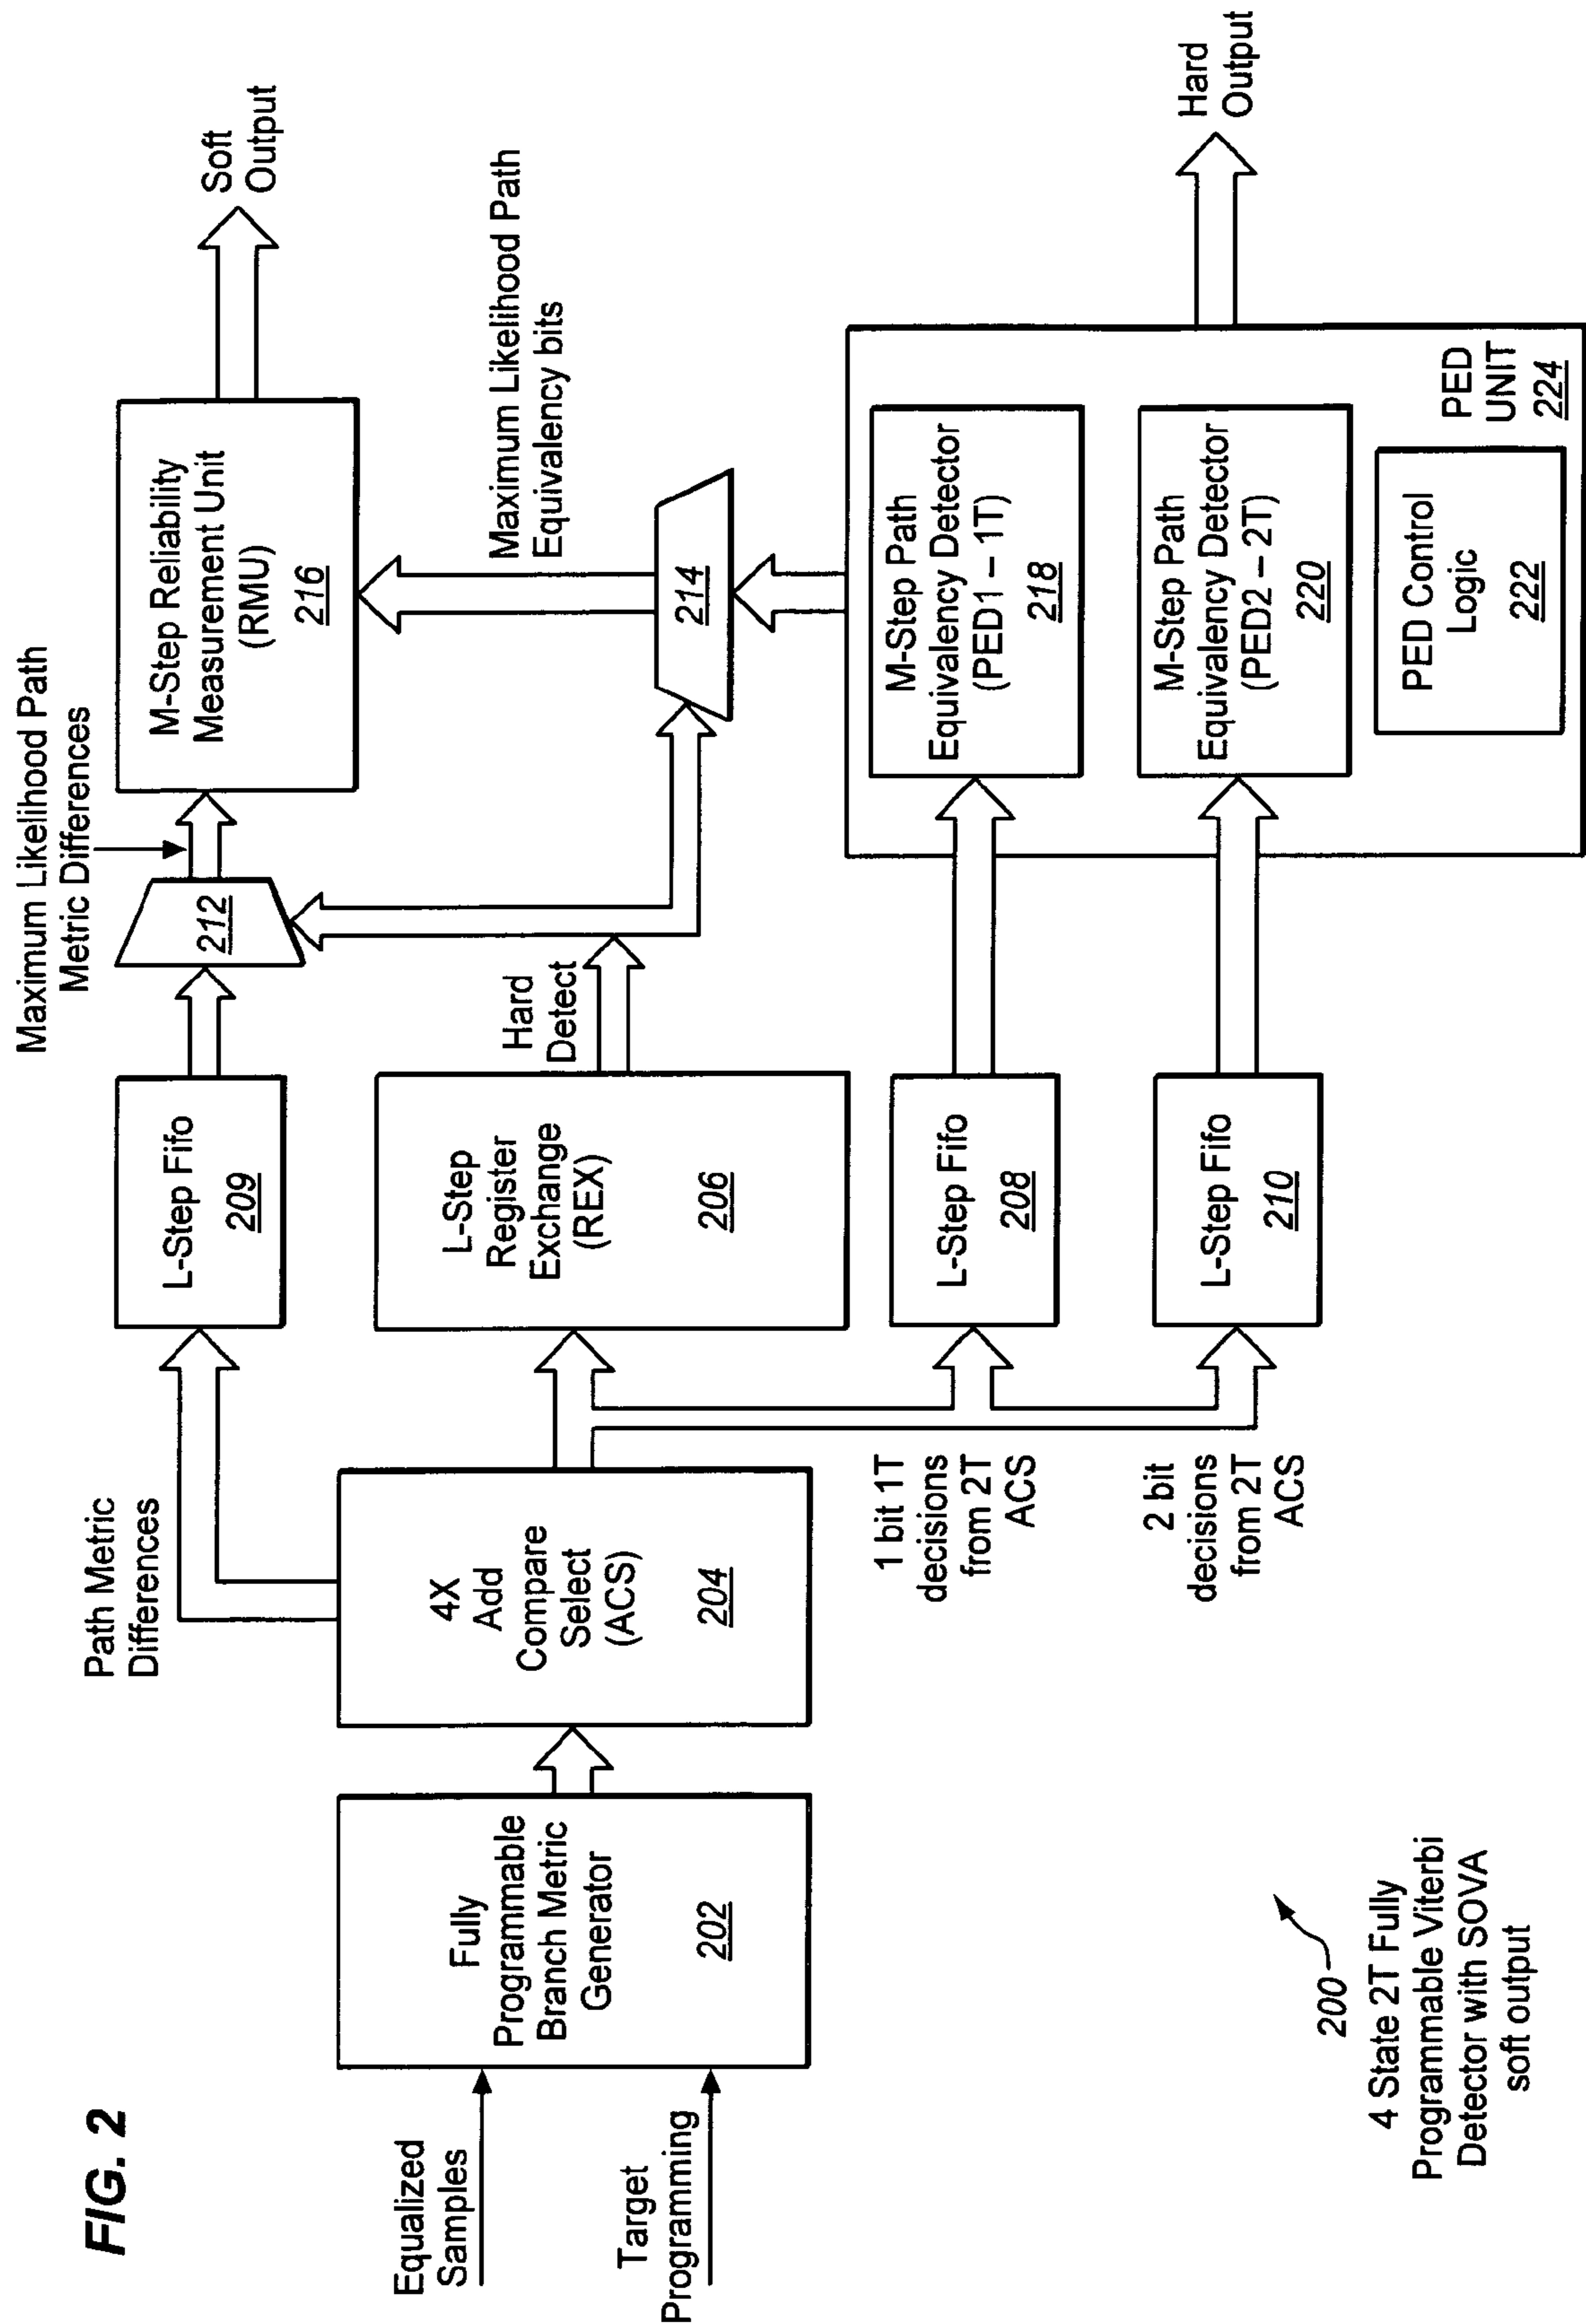 FIG. 2
Equalized
Samples
Target
Programming
Fully
Programmable
Branch Metric
Generator
202
Path Metric
Differences
4X
Add
Compare
Select
(ACS)
204
1 bit 1T
decisions
from 2T
ACS
2 bit
decisions
from 2T
ACS
L-Step Fifo
209
L-Step
Register
Exchange
(REX)
206
L-Step Fifo
208
L-Step Fifo
210
Hard
Detect
Maximum Likelihood Path
Metric Differences
212
M-Step Reliability
Measurement Unit
(RMU)
216
Soft
Output
Maximum Likelihood Path
Equivalency bits
214
M-Step Path
Equivalency Detector
(PED1 – 1T)
218
M-Step Path
Equivalency Detector
(PED2 – 2T)
220
PED Control
Logic
222
PED
UNIT
224
Hard
Output
200
4 State 2T Fully
Programmable Viterbi
Detector with SOVA
soft output